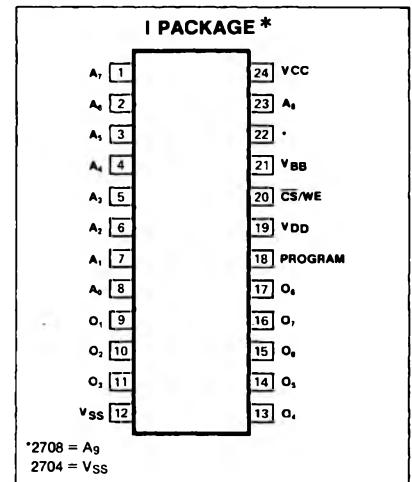 I PACKAGE*
A₇ 1 24 VCC
A₆ 2 23 A₈
A₅ 3 22 *
A₄ 4 21 VBB
A₃ 5 20 C̅S̅/WE
A₂ 6 19 VDD
A₁ 7 18 PROGRAM
A₀ 8 17 O₈
O₁ 9 16 O₇
O₂ 10 15 O₆
O₃ 11 14 O₅
VSS 12 13 O₄
*2708 = A₉
2704 = VSS